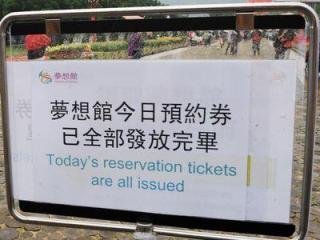 夢想館
夢想館今日預約券
已全部發放完畢
Today's reservation tickets
are all issued